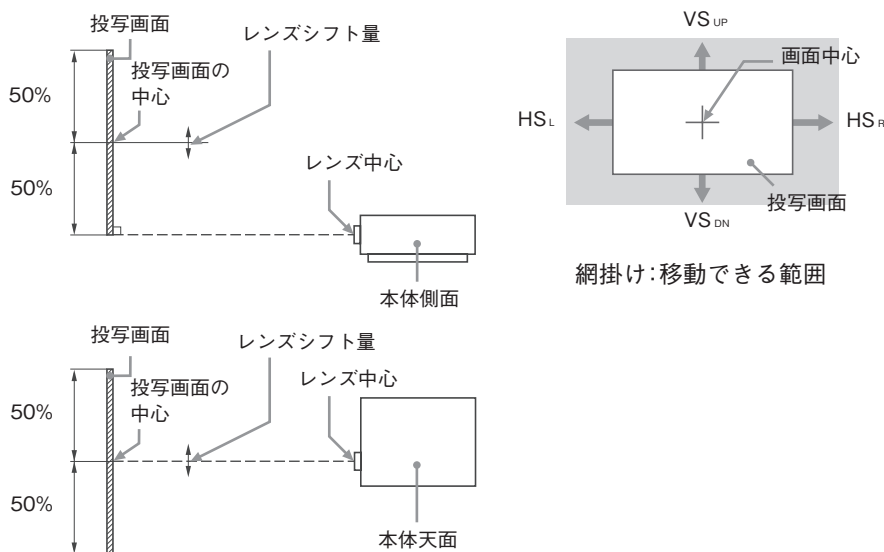 投写画面
レンズシフト量
投写画面の
中心
50%
50%
レンズ中心
本体側面
VS UP
画面中心
HS L
HS R
投写画面
VS DN
網掛け:移動できる範囲
投写画面
レンズシフト量
投写画面の
中心
レンズ中心
50%
50%
本体天面